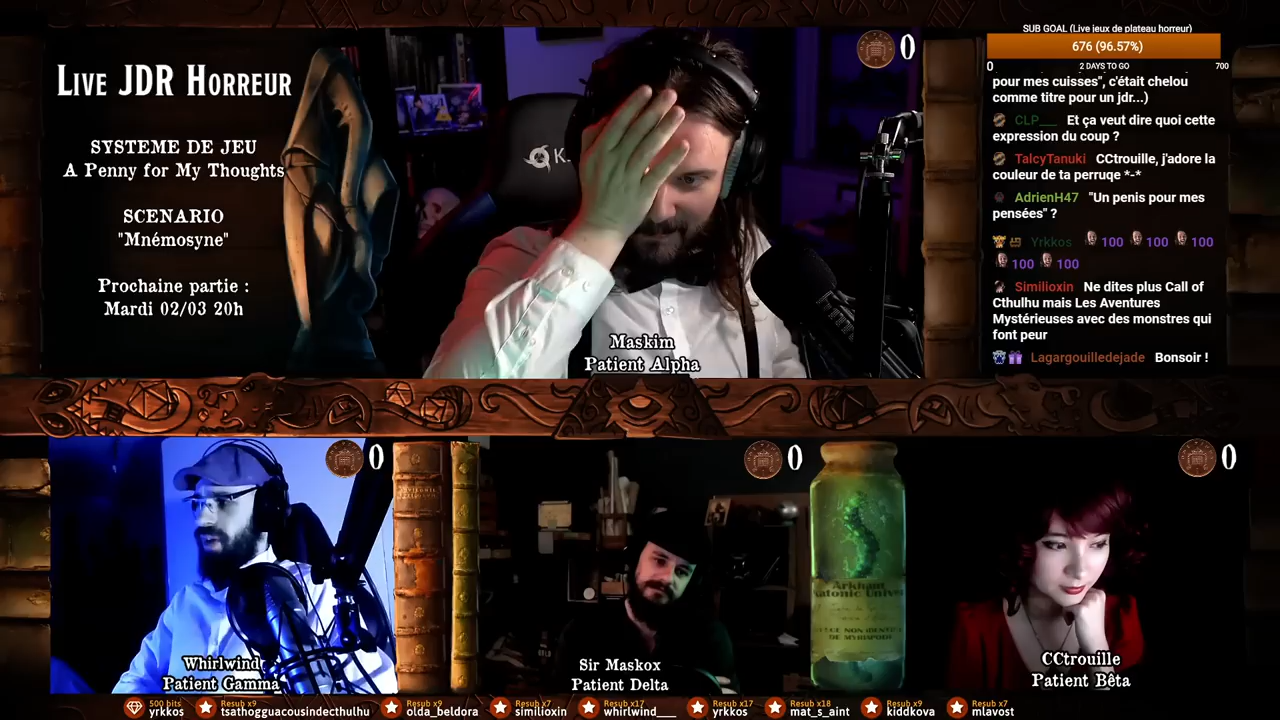 LIVE JDR HORREUR
SYSTEME DE JEU
A Penny for My Thoughts
SCENARIO
"Mnémosyne"
Prochaine partie :
Mardi 02/03 20h
K
0
Maskim
Patient Alpha
SUB GOAL (Live jeux de plateau horreur)
676 (96.57%)
0 2 DAYS TO GO 700
pour mes cuisses", c'était chelou
comme titre pour un jdr...)
CLP___ Et ça veut dire quoi cette
expression du coup ?
TalcyTanuki CCtrouille, j'adore la
couleur de ta perruqe *-*
AdrienH47 "Un penis pour mes
pensées" ?
Yrkkos 100 100 100
100 100
Similioxin Ne dites plus Call of
Cthulhu mais Les Aventures
Mystérieuses avec des monstres qui
font peur
Lagargouilledejade Bonsoir !
0
Whirlwind
Patient Gamma
0
Sir Maskox
Patient Delta
Arkham
katonic Univer
0
CCtrouille
Patient Bêta
500 bits
yrkkos
Resub x9
tsathogguacousindecthulhu
Resub x9
olda_beldora
Resub x7
similioxin
Resub x17
whirlwind___
Resub x17
yrkkos
Resub x18
mat_s_aint
Resub x9
kiddkova
Resub x7
mlavost